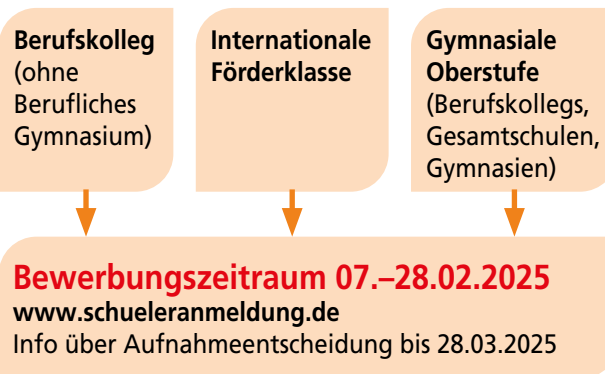 Berufskolleg
(ohne
Berufliches
Gymnasium)
Internationale
Förderklasse
Gymnasiale
Oberstufe
(Berufskollegs,
Gesamtschulen,
Gymnasien)
Bewerbungszeitraum 07.–28.02.2025
www.schueleranmeldung.de
Info über Aufnahmeentscheidung bis 28.03.2025